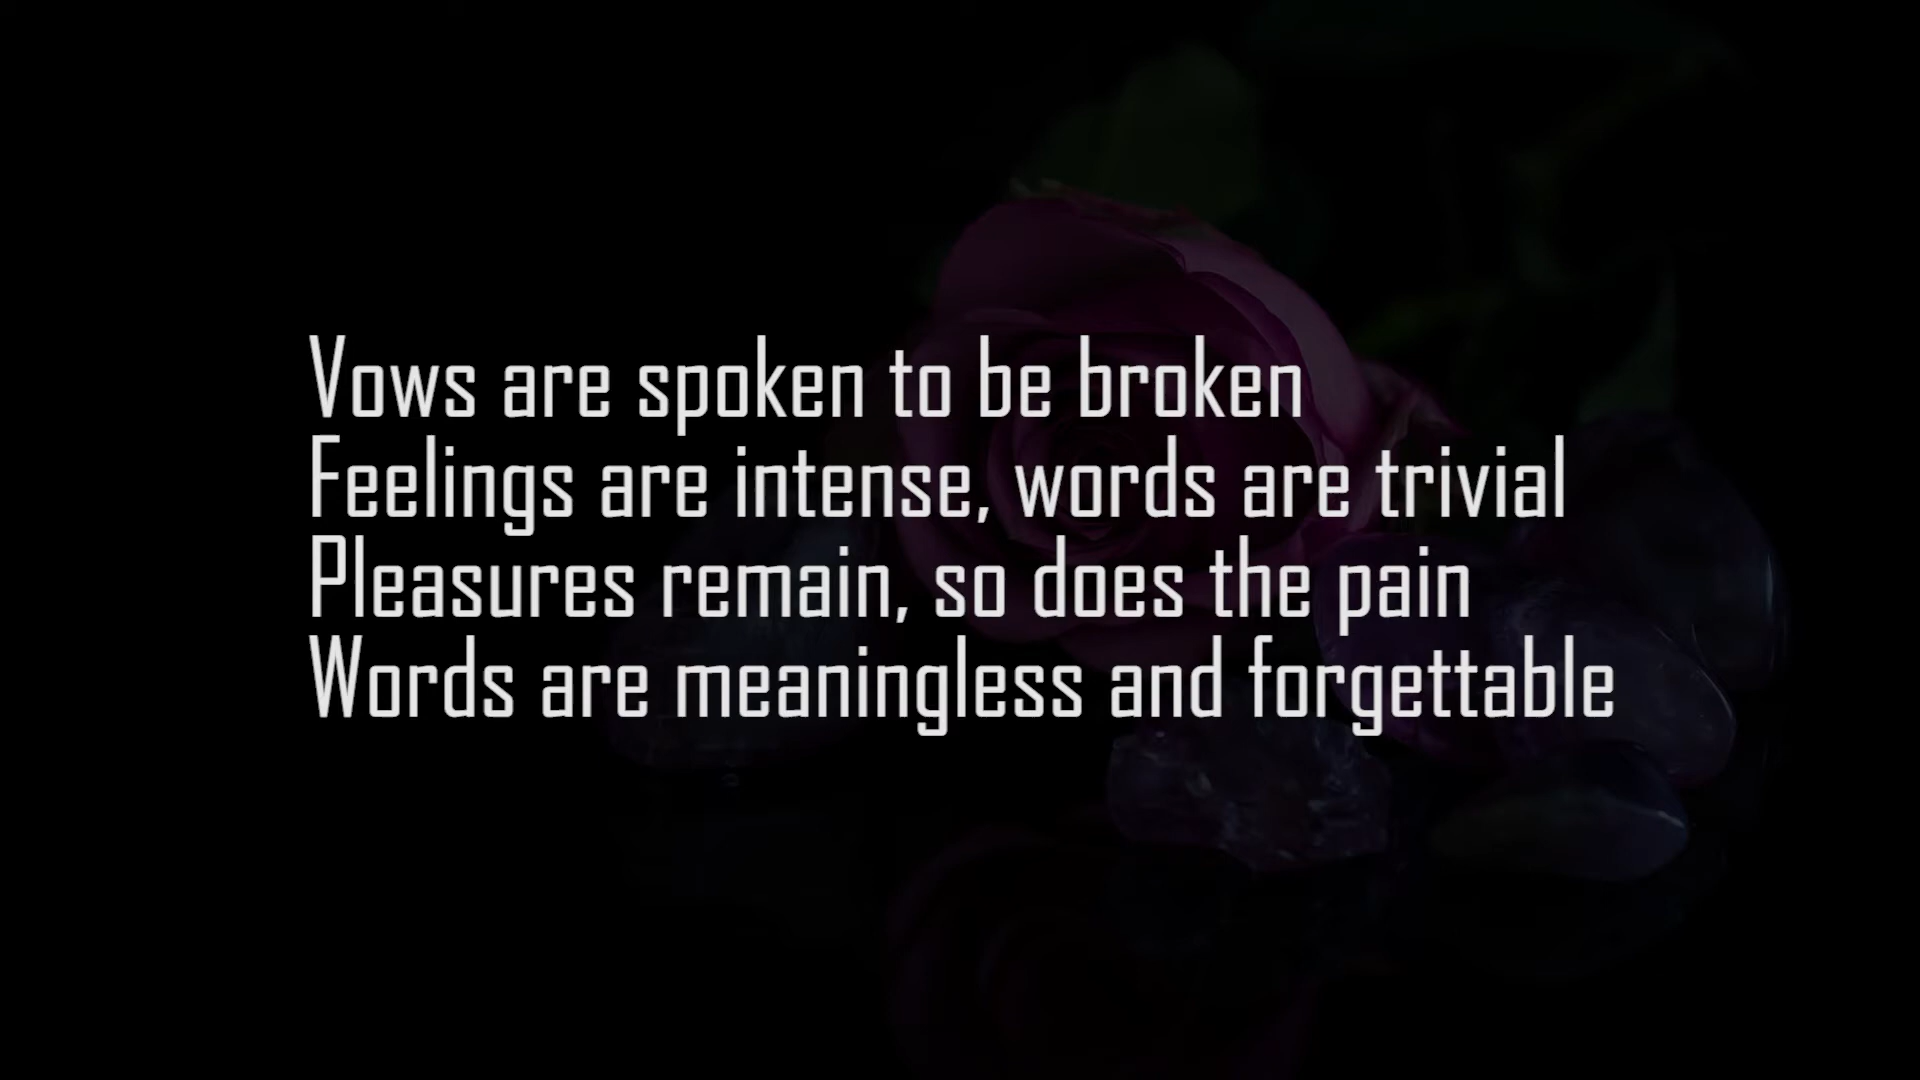 Vows are spoken to be broken
Feelings are intense, words are trivial
Pleasures remain, so does the pain
Words are meaningless and forgettable